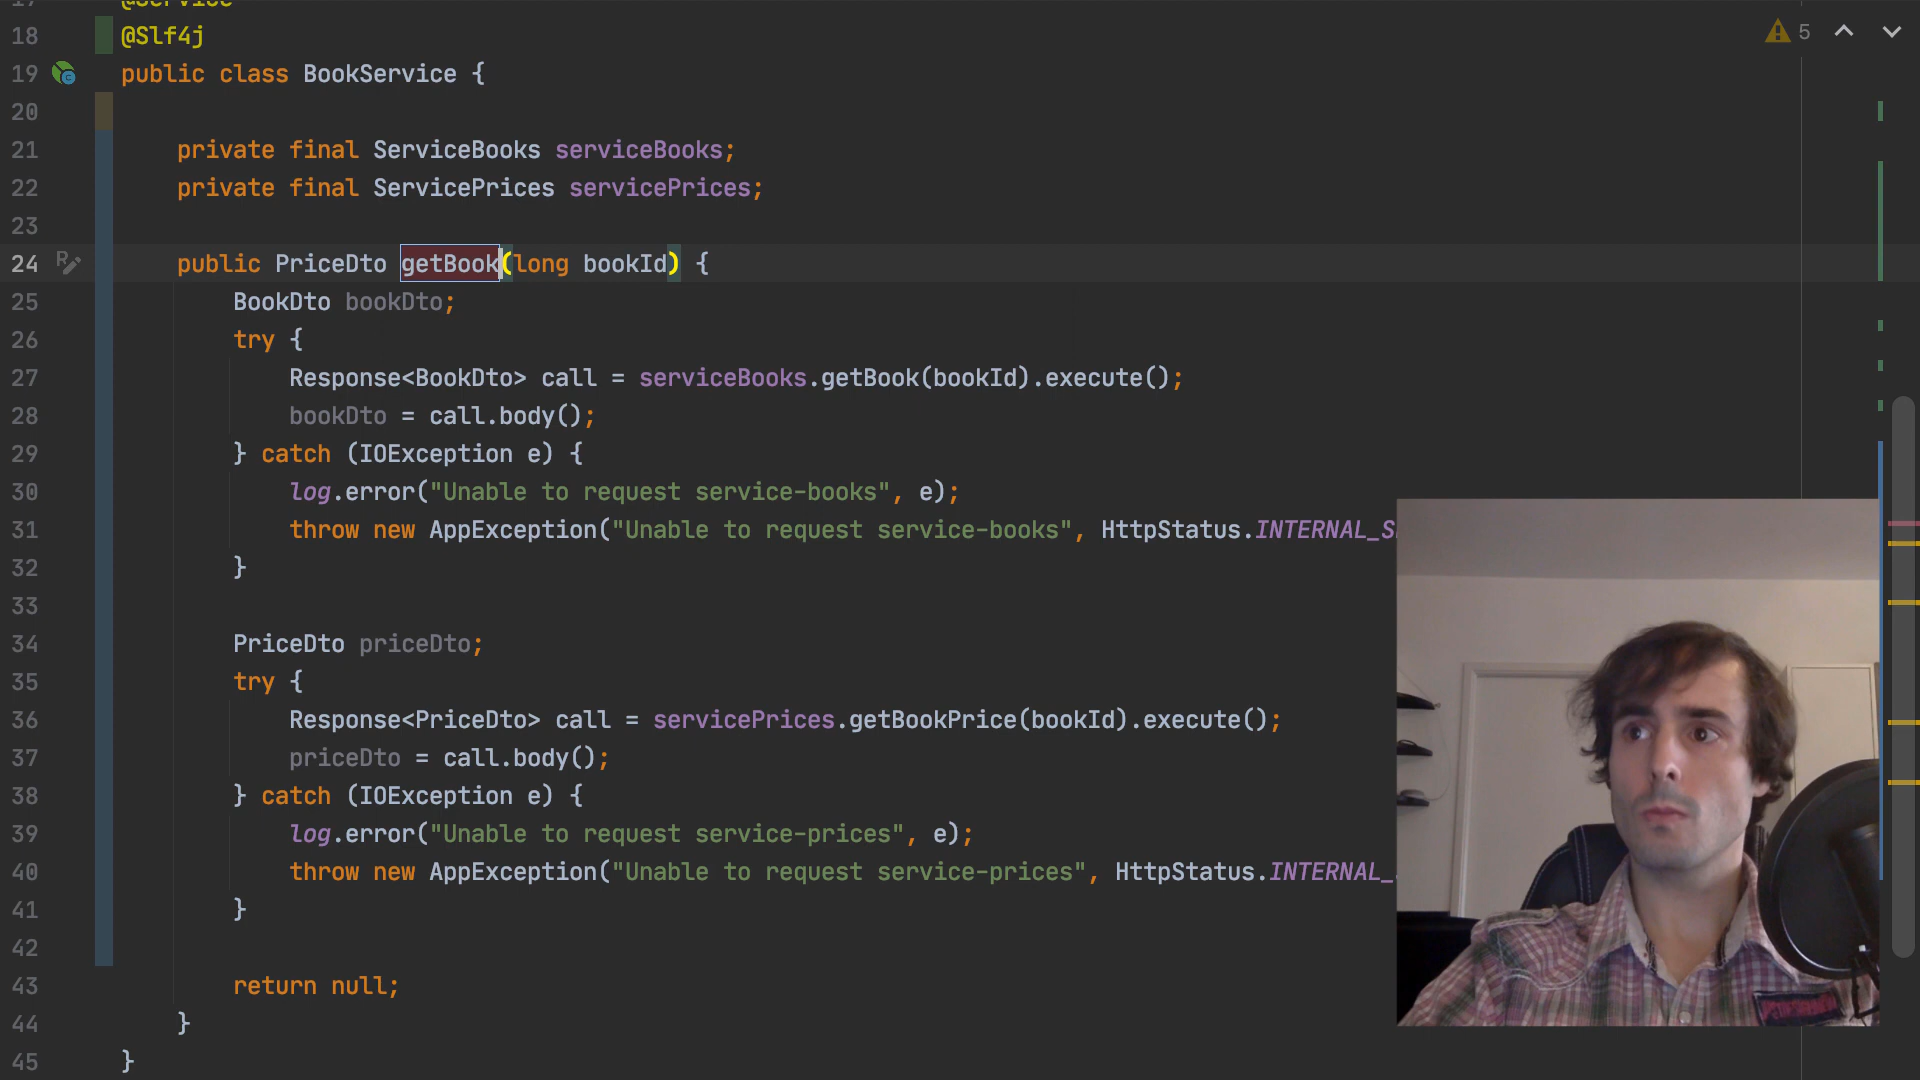 17 @Service
18 @Slf4j
5
19 public class BookService {
20
21 private final ServiceBooks serviceBooks;
22 private final ServicePrices servicePrices;
23
24 public PriceDto getBook(long bookId) {
25 BookDto bookDto;
26 try {
27 Response<BookDto> call = serviceBooks.getBook(bookId).execute();
28 bookDto = call.body();
29 } catch (IOException e) {
30 log.error("Unable to request service-books", e);
31 throw new AppException("Unable to request service-books", HttpStatus.INTERNAL_S
32 }
33
34 PriceDto priceDto;
35 try {
36 Response<PriceDto> call = servicePrices.getBookPrice(bookId).execute();
37 priceDto = call.body();
38 } catch (IOException e) {
39 log.error("Unable to request service-prices", e);
40 throw new AppException("Unable to request service-prices", HttpStatus.INTERNAL_
41 }
42
43 return null;
44 }
45 }